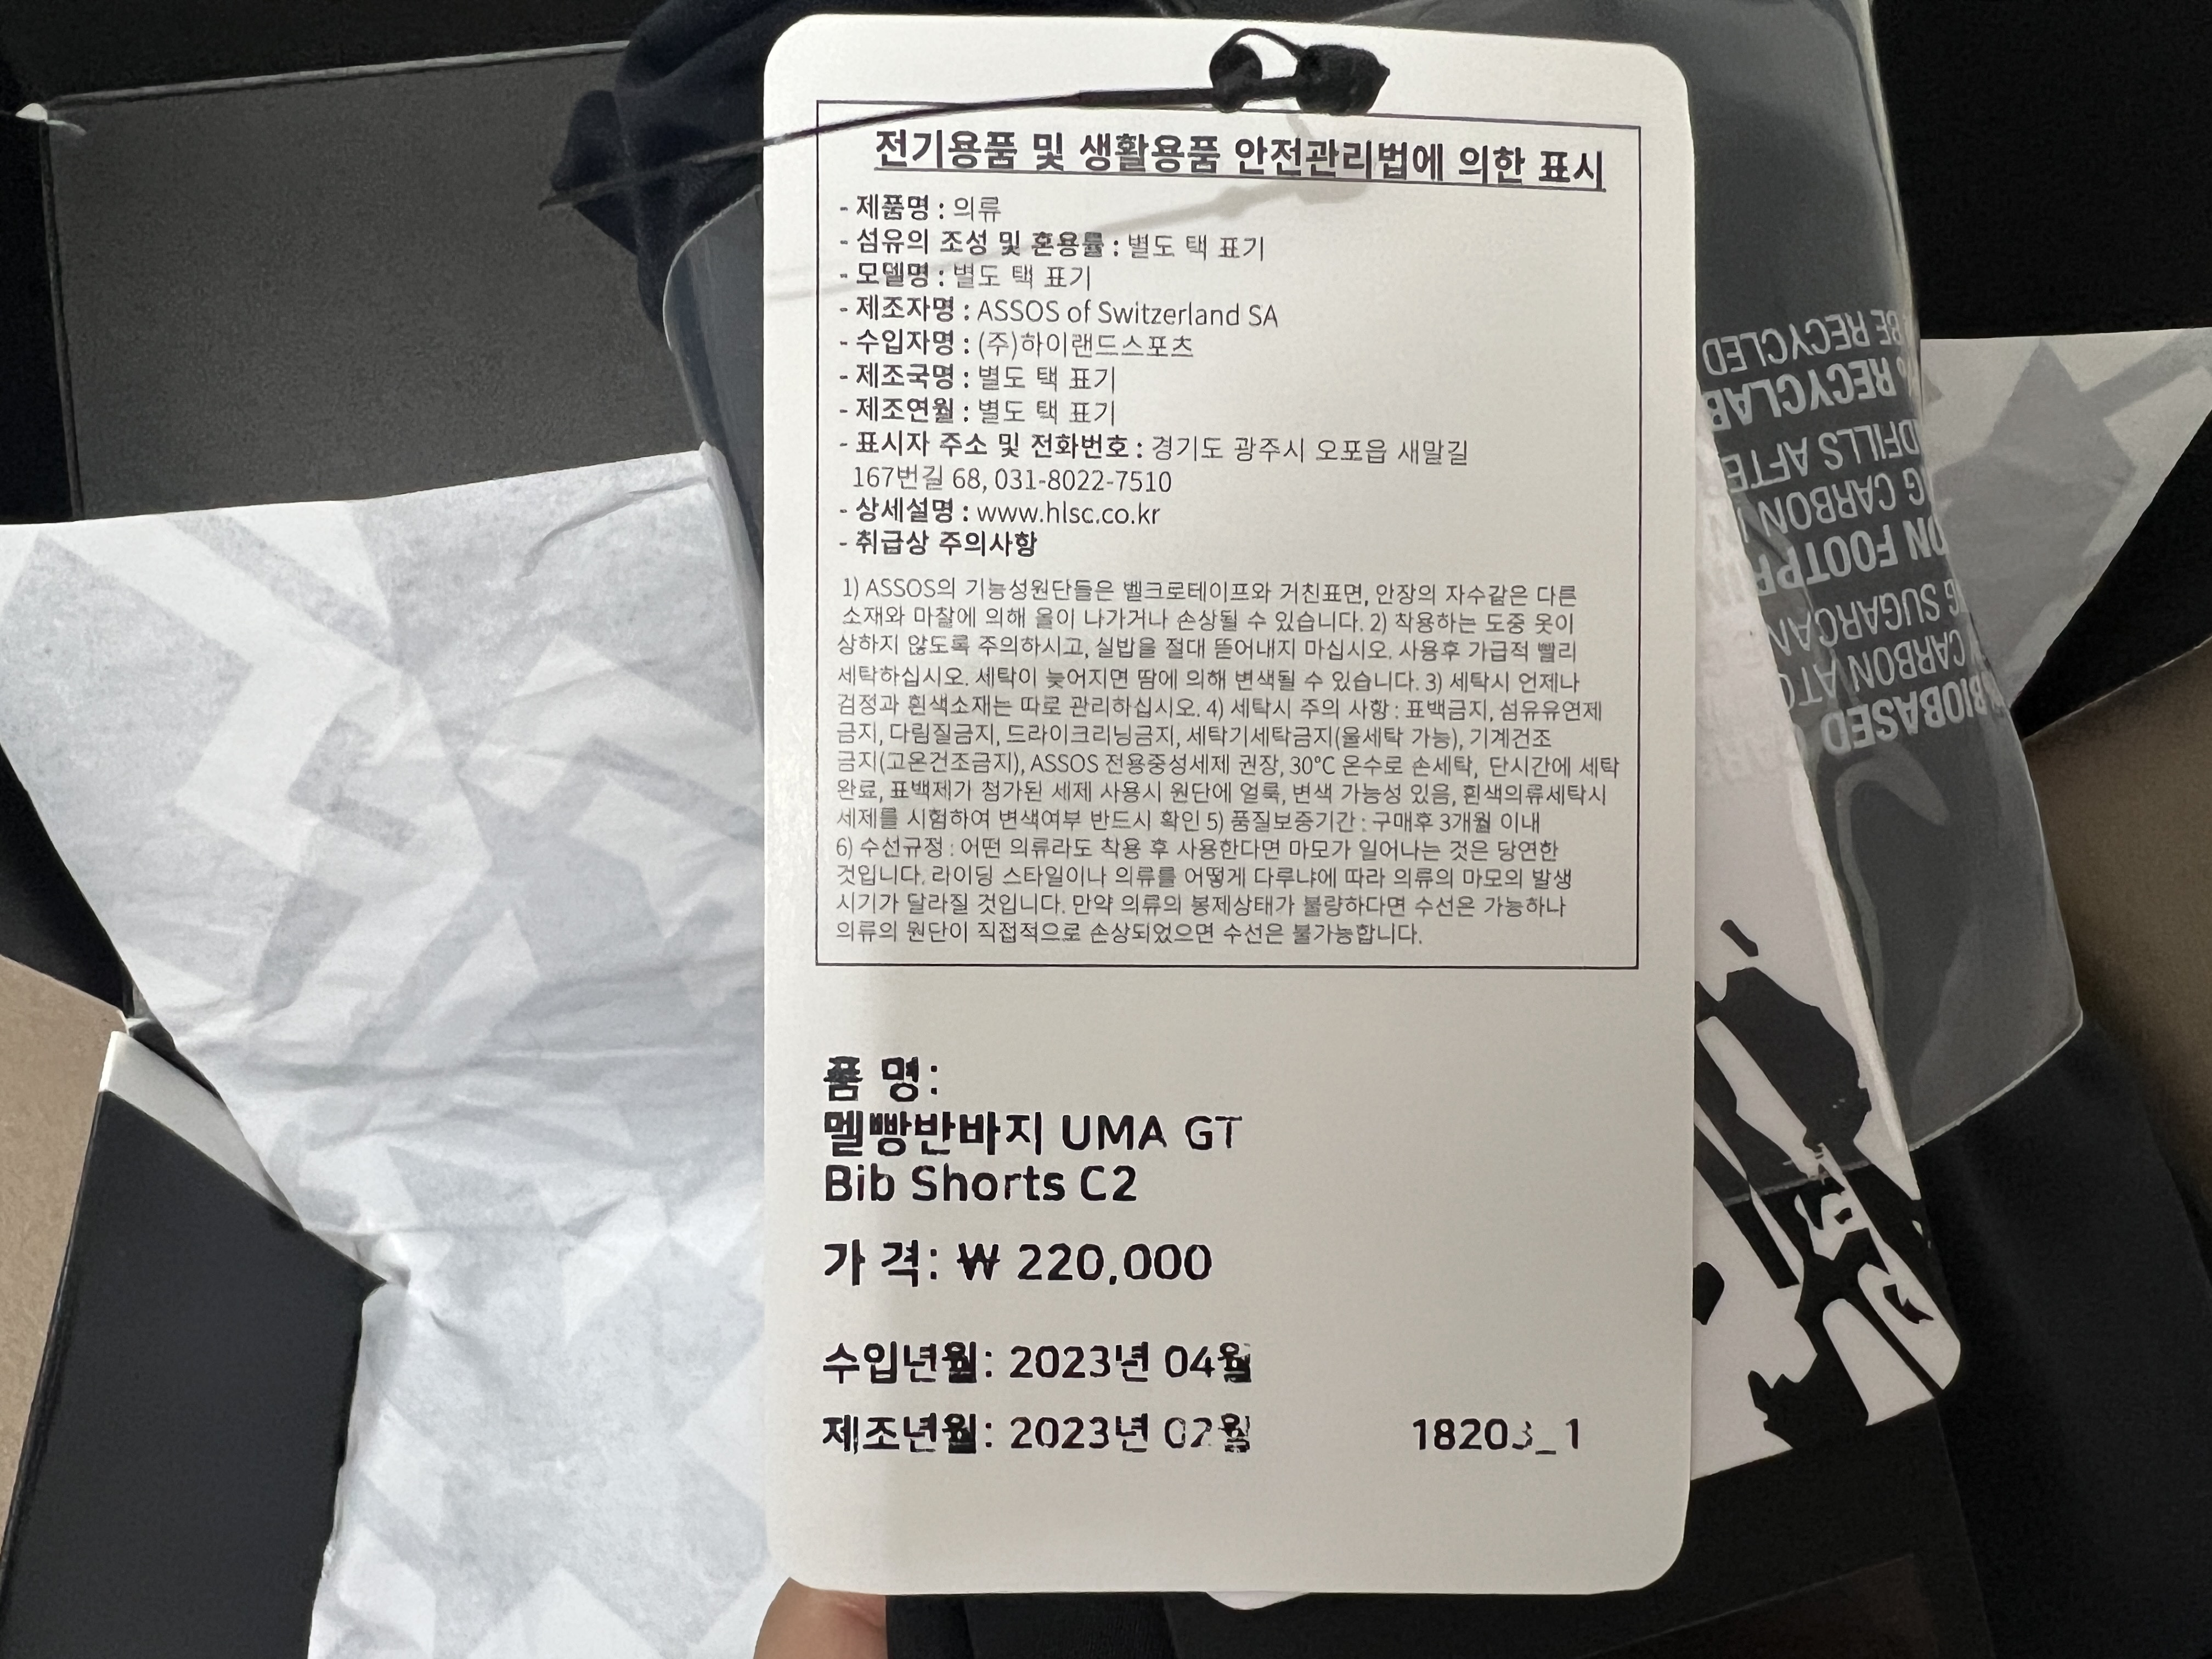 전기용품 및 생활용품 안전관리법에 의한 표시
- 제품명 : 의류
- 섬유의 조성 및 혼용률 : 별도 택 표기
- 모델명 : 별도 택 표기
- 제조자명 : ASSOS of Switzerland SA
- 수입자명 : (주)하이랜드스포츠
- 제조국명 : 별도 택 표기
- 제조연월 : 별도 택 표기
- 표시자 주소 및 전화번호 : 경기도 광주시 오포읍 새말길
167번길 68, 031-8022-7510
- 상세설명 : www.hlsc.co.kr
- 취급상 주의사항
1) ASSOS의 기능성원단들은 벨크로테이프와 거친표면, 안장의 자수같은 다른
소재와 마찰에 의해 올이 나가거나 손상될 수 있습니다. 2) 착용하는 도중 옷이
상하지 않도록 주의하시고, 실밥을 절대 뜯어내지 마십시오. 사용후 가급적 빨리
세탁하십시오. 세탁이 늦어지면 땀에 의해 변색될 수 있습니다. 3) 세탁시 언제나
검정과 흰색소재는 따로 관리하십시오. 4) 세탁시 주의 사항 : 표백금지, 섬유유연제
금지, 다림질금지, 드라이크리닝금지, 세탁기세탁금지(울세탁 가능), 기계건조
금지(고온건조금지), ASSOS 전용중성세제 권장, 30°C 온수로 손세탁, 단시간에 세탁
완료, 표백제가 첨가된 세제 사용시 원단에 얼룩, 변색 가능성 있음, 흰색의류세탁시
세제를 시험하여 변색여부 반드시 확인 5) 품질보증기간 : 구매후 3개월 이내
6) 수선규정 : 어떤 의류라도 착용 후 사용한다면 마모가 일어나는 것은 당연한
것입니다. 라이딩 스타일이나 의류를 어떻게 다루냐에 따라 의류의 마모의 발생
시기가 달라질 것입니다. 만약 의류의 봉제상태가 불량하다면 수선은 가능하나
의류의 원단이 직접적으로 손상되었으면 수선은 불가능합니다.
품 명:
멜빵반바지 UMA GT
Bib Shorts C2
가 격: ₩ 220,000
수입년월: 2023년 04월
제조년월: 2023년 02월 18203_1
BE RECYCLED
% RECYCLAB
DFILLS AFTE
G CARBON IN
ON FOOTPRIN
G SUGARCAN
CARBON ATO
BIOBASED